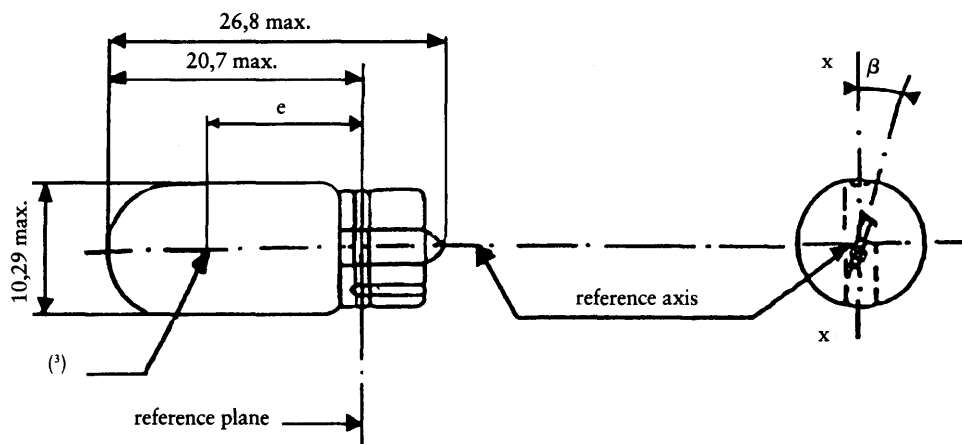 26,8 max.
20,7 max.
e
x
β
10,29 max.
reference axis
x
(³)
reference plane